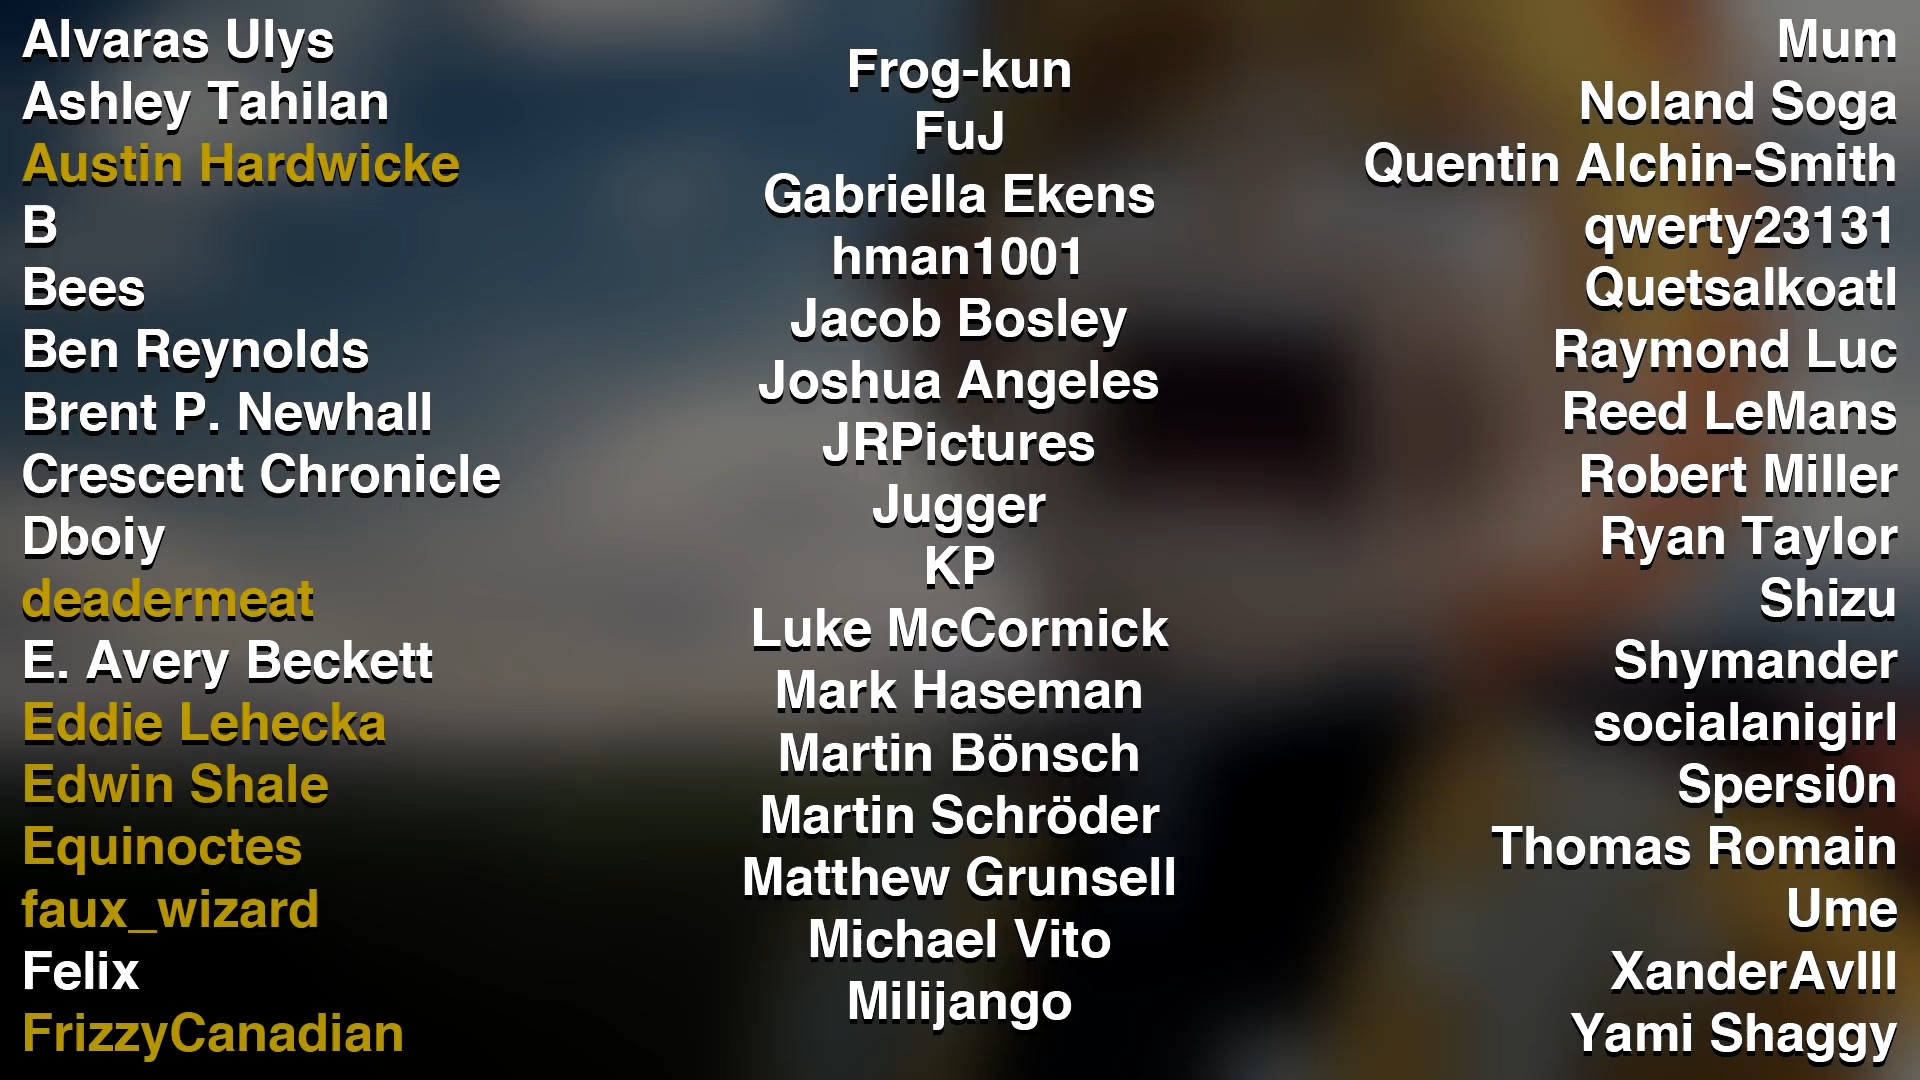 Alvaras Ulys
Ashley Tahilan
Austin Hardwicke
B
Bees
Ben Reynolds
Brent P. Newhall
Crescent Chronicle
Dboiy
deadermeat
E. Avery Beckett
Eddie Lehecka
Edwin Shale
Equinoctes
faux_wizard
Felix
FrizzyCanadian
Frog-kun
FuJ
Gabriella Ekens
hman1001
Jacob Bosley
Joshua Angeles
JRPictures
Jugger
KP
Luke McCormick
Mark Haseman
Martin Bönsch
Martin Schröder
Matthew Grunsell
Michael Vito
Milijango
Mum
Noland Soga
Quentin Alchin-Smith
qwerty23131
Quetsalkoatl
Raymond Luc
Reed LeMans
Robert Miller
Ryan Taylor
Shizu
Shymander
socialanigirl
Spersi0n
Thomas Romain
Ume
XanderAvIII
Yami Shaggy